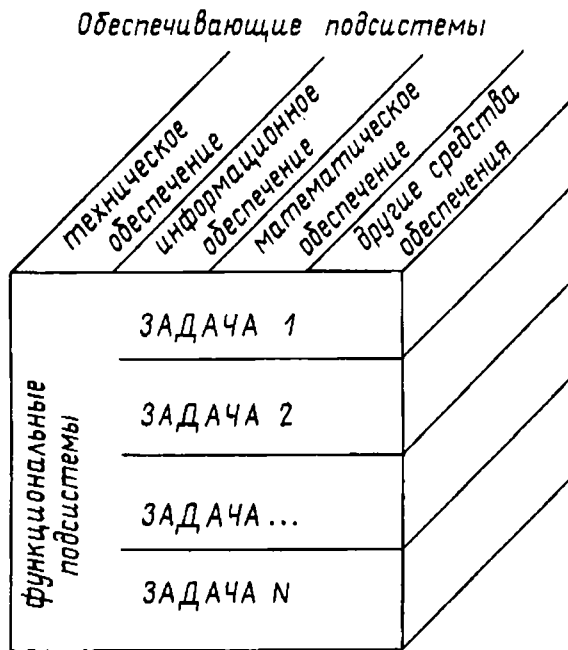 Обеспечивающие подсистемы
техническое
обеспечение
информационное
обеспечение
математическое
обеспечение
другие средства
обеспечения
функциональные
подсистемы
ЗАДАЧА 1
ЗАДАЧА 2
ЗАДАЧА...
ЗАДАЧА N